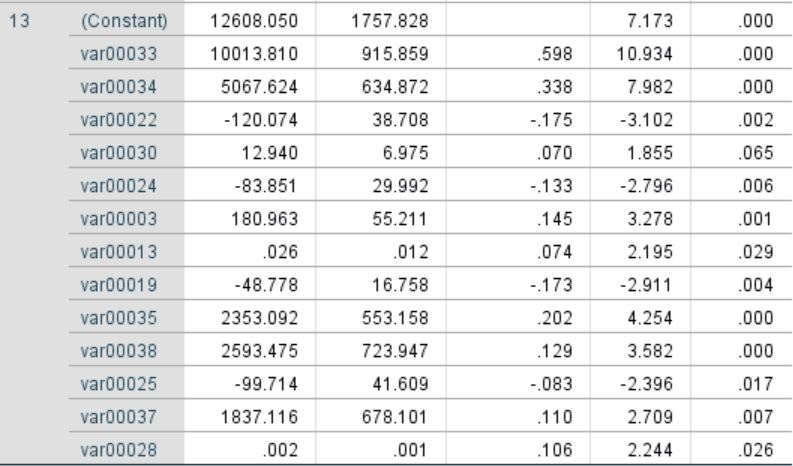 13 (Constant) 12608.050 1757.828 7.173 .000
var00033 10013.810 915.859 .598 10.934 .000
var00034 5067.624 634.872 .338 7.982 .000
var00022 -120.074 38.708 -.175 -3.102 .002
var00030 12.940 6.975 .070 1.855 .065
var00024 -83.851 29.992 -.133 -2.796 .006
var00003 180.963 55.211 .145 3.278 .001
var00013 .026 .012 .074 2.195 .029
var00019 -48.778 16.758 -.173 -2.911 .004
var00035 2353.092 553.158 .202 4.254 .000
var00038 2593.475 723.947 .129 3.582 .000
var00025 -99.714 41.609 -.083 -2.396 .017
var00037 1837.116 678.101 .110 2.709 .007
var00028 .002 .001 .106 2.244 .026